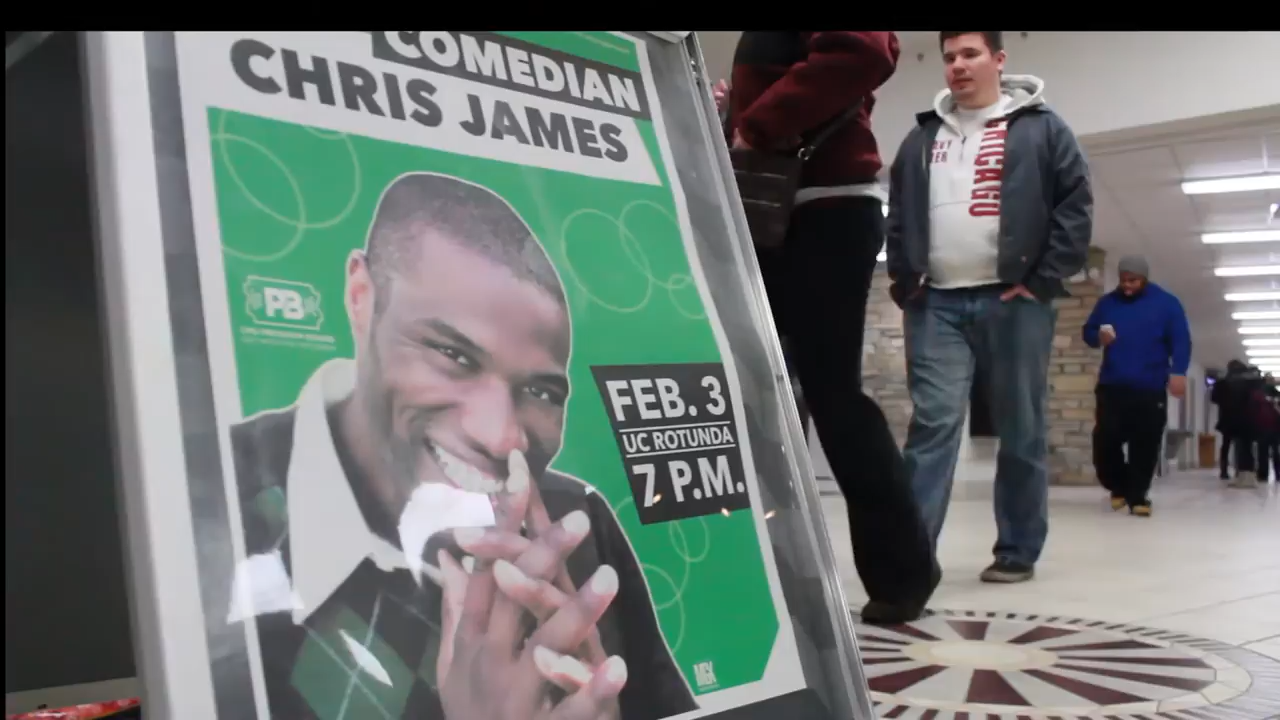 COMEDIAN
CHRIS JAMES
PB
FEB. 3
UC ROTUNDA
7 P.M.
CHICAGO